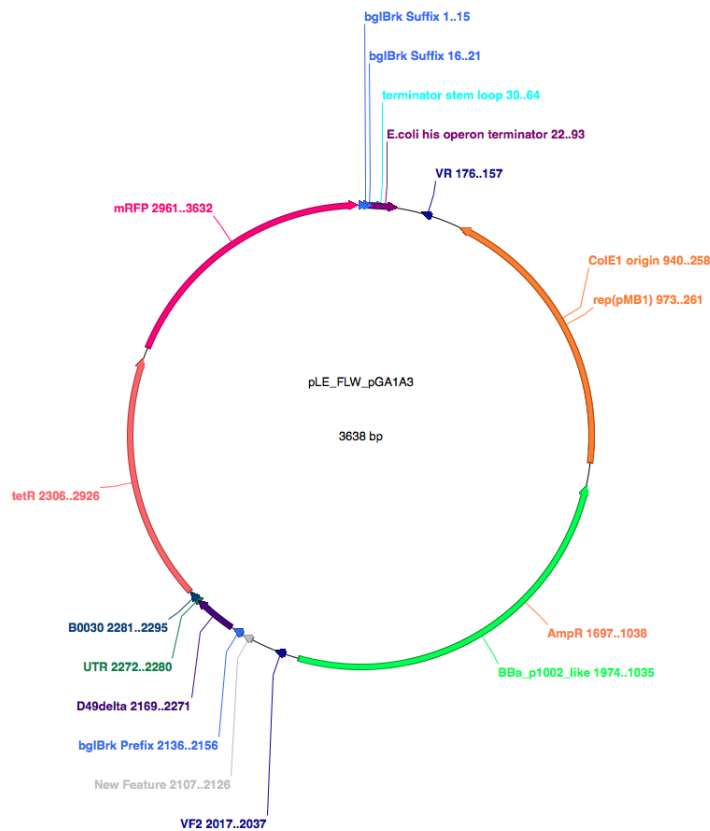 bglBrk Suffix 1..15
bglBrk Suffix 16..21
terminator stem loop 30..64
E.coli his operon terminator 22..93
VR 176..157
mRFP 2961..3632
ColE1 origin 940..258
rep(pMB1) 973..261
pLE_FLW_pGA1A3
3638 bp
tetR 2306..2926
B0030 2281..2295
AmpR 1697..1038
UTR 2272..2280
BBa_p1002_like 1974..1035
D49delta 2169..2271
bglBrk Prefix 2136..2156
New Feature 2107..2126
VF2 2017..2037